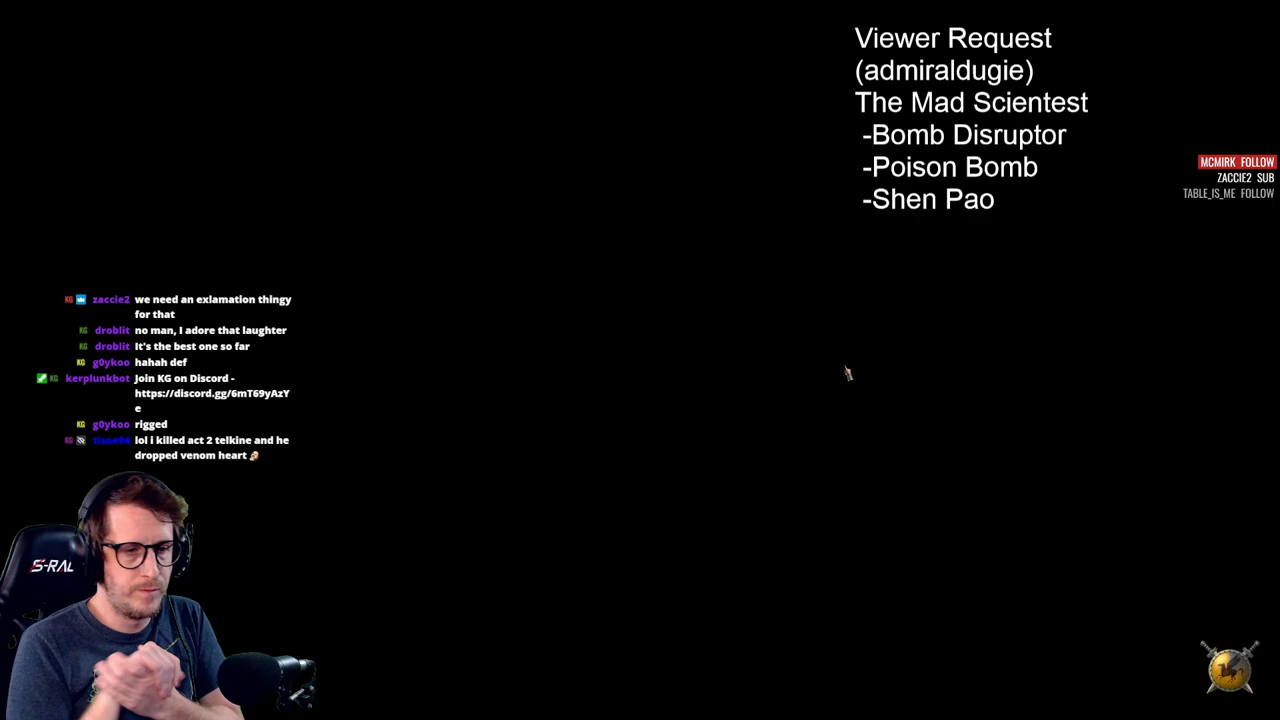 Viewer Request
(admiraldugie)
The Mad Scientest
-Bomb Disruptor
-Poison Bomb
-Shen Pao
MCMIRK FOLLOW
ZACCIE2 SUB
TABLE_IS_ME FOLLOW
zaccie2 we need an exlamation thingy
for that
droblit no man, I adore that laughter
droblit It's the best one so far
g0ykoo hahah def
kerplunkbot Join KG on Discord -
https://discord.gg/6mT69yAzY
e
g0ykoo rigged
lol i killed act 2 telkine and he
dropped venom heart
S-RAL